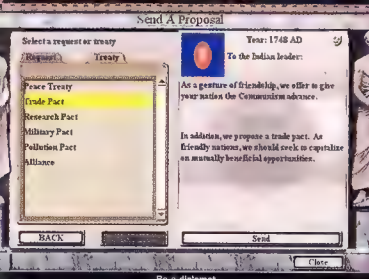 Send A Proposal
Select a request or treaty
Request
Treaty
Peace Treaty
Trade Pact
Research Pact
Military Pact
Pollution Pact
Alliance
BACK
Year: 1748 AD
To the Indian leader:
As a gesture of friendship, we offer to give
your nation the Communism advance.
In addition, we propose a trade pact. As
friendly nations, we should seek to capitalize
on mutually beneficial opportunities.
Send
Close
Be a diplomat